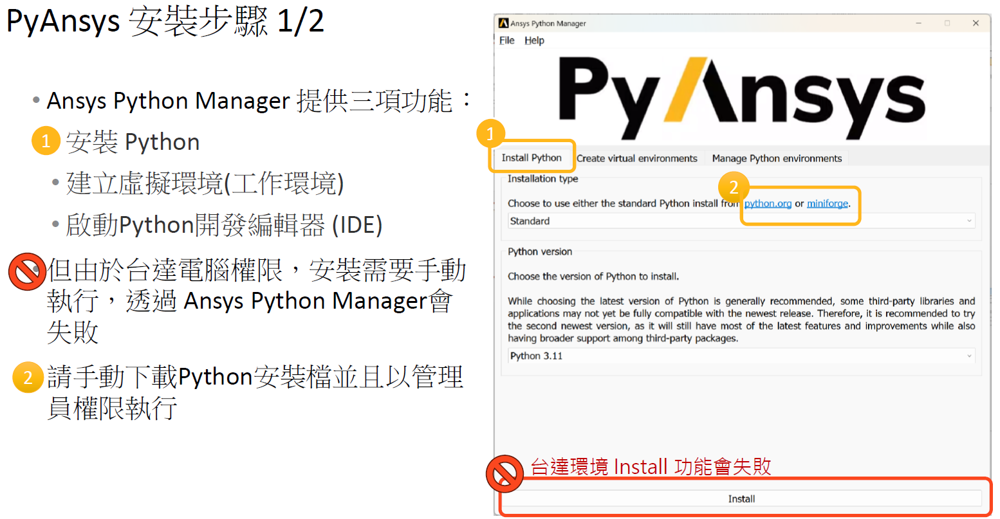 PyAnsys 安裝步驟 1/2
• Ansys Python Manager 提供三項功能：
1 安裝 Python
• 建立虛擬環境(工作環境)
• 啟動Python開發編輯器 (IDE)
但由於台達電腦權限，安裝需要手動
執行，透過 Ansys Python Manager會
失敗
2 請手動下載Python安裝檔並且以管理
員權限執行
Ansys Python Manager
File Help
PyAnsys
1
Install Python Create virtual environments Manage Python environments
Installation type
2
Choose to use either the standard Python install from python.org or miniforge.
Standard
Python version
Choose the version of Python to install.
While choosing the latest version of Python is generally recommended, some third-party libraries and
applications may not yet be fully compatible with the newest release. Therefore, it is recommended to try
the second newest version, as it will still have most of the latest features and improvements while also
having broader support among third-party packages.
Python 3.11
台達環境 Install 功能會失敗
Install